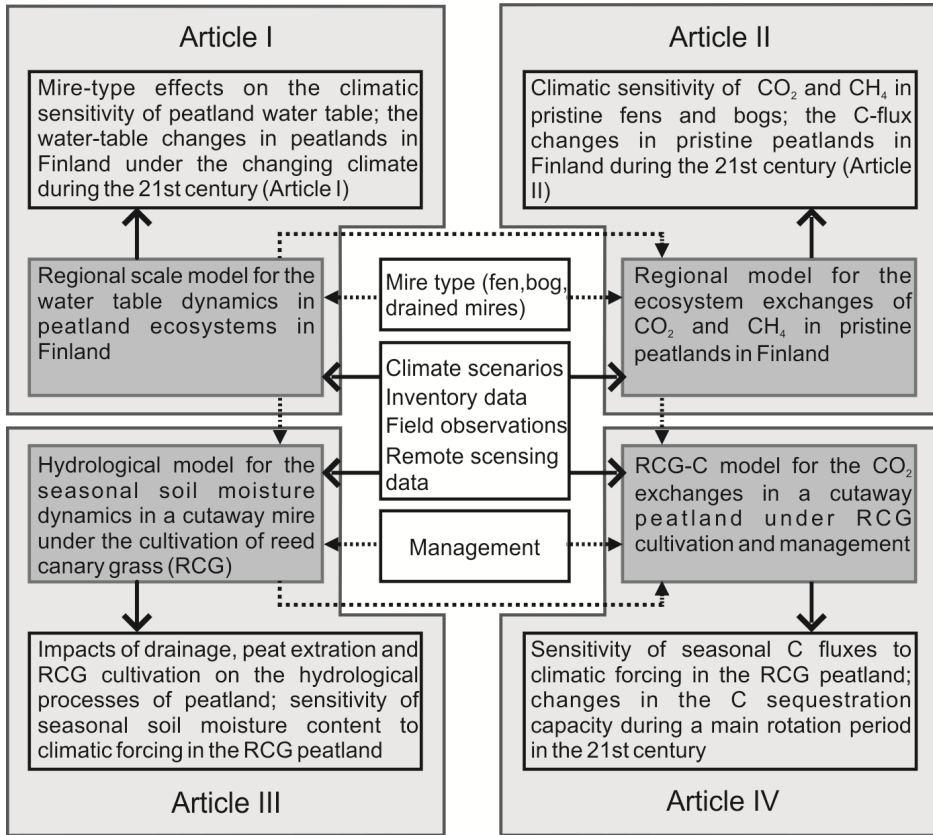 Article I
Mire-type effects on the climatic
sensitivity of peatland water table; the
water-table changes in peatlands in
Finland under the changing climate
during the 21st century (Article I)
Article II
Climatic sensitivity of CO₂ and CH₄ in
pristine fens and bogs; the C-flux
changes in pristine peatlands in
Finland during the 21st century (Article
II)
Regional scale model for the
water table dynamics in
peatland ecosystems in
Finland
Mire type (fen,bog,
drained mires)
Regional model for the
ecosystem exchanges of
CO₂ and CH₄ in pristine
peatlands in Finland
Climate scenarios
Inventory data
Field observations
Remote scensing
data
Hydrological model for the
seasonal soil moisture
dynamics in a cutaway mire
under the cultivation of reed
canary grass (RCG)
Management
RCG-C model for the CO₂
exchanges in a cutaway
peatland under RCG
cultivation and management
Impacts of drainage, peat extration and
RCG cultivation on the hydrological
processes of peatland; sensitivity of
seasonal soil moisture content to
climatic forcing in the RCG peatland
Article III
Sensitivity of seasonal C fluxes to
climatic forcing in the RCG peatland;
changes in the C sequestration
capacity during a main rotation period
in the 21st century
Article IV